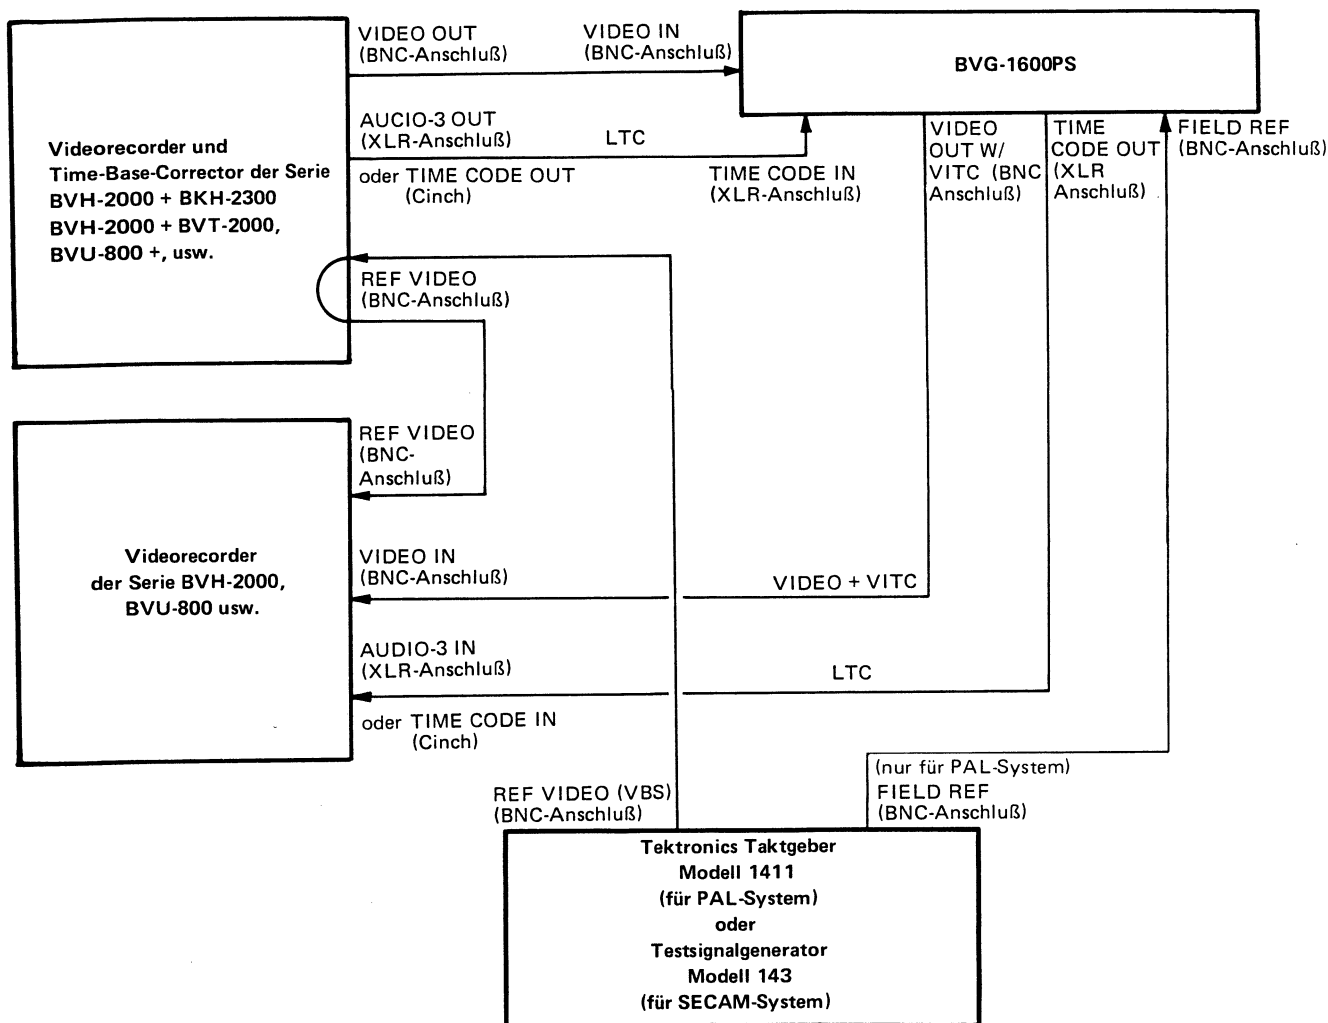 VIDEO OUT
(BNC-Anschluß)
VIDEO IN
(BNC-Anschluß)
BVG-1600PS
AUCIO-3 OUT
(XLR-Anschluß)
LTC
oder TIME CODE OUT
(Cinch)
TIME CODE IN
(XLR-Anschluß)
VIDEO
OUT W/
VITC (BNC
Anschluß)
TIME
CODE OUT
(XLR
Anschluß)
FIELD REF
(BNC-Anschluß)
Videorecorder und
Time-Base-Corrector der Serie
BVH-2000 + BKH-2300
BVH-2000 + BVT-2000,
BVU-800 +, usw.
REF VIDEO
(BNC-Anschluß)
REF VIDEO
(BNC-
Anschluß)
Videorecorder
der Serie BVH-2000,
BVU-800 usw.
VIDEO IN
(BNC-Anschluß)
VIDEO + VITC
AUDIO-3 IN
(XLR-Anschluß)
LTC
oder TIME CODE IN
(Cinch)
REF VIDEO (VBS)
(BNC-Anschluß)
(nur für PAL-System)
FIELD REF
(BNC-Anschluß)
Tektronics Taktgeber
Modell 1411
(für PAL-System)
oder
Testsignalgenerator
Modell 143
(für SECAM-System)